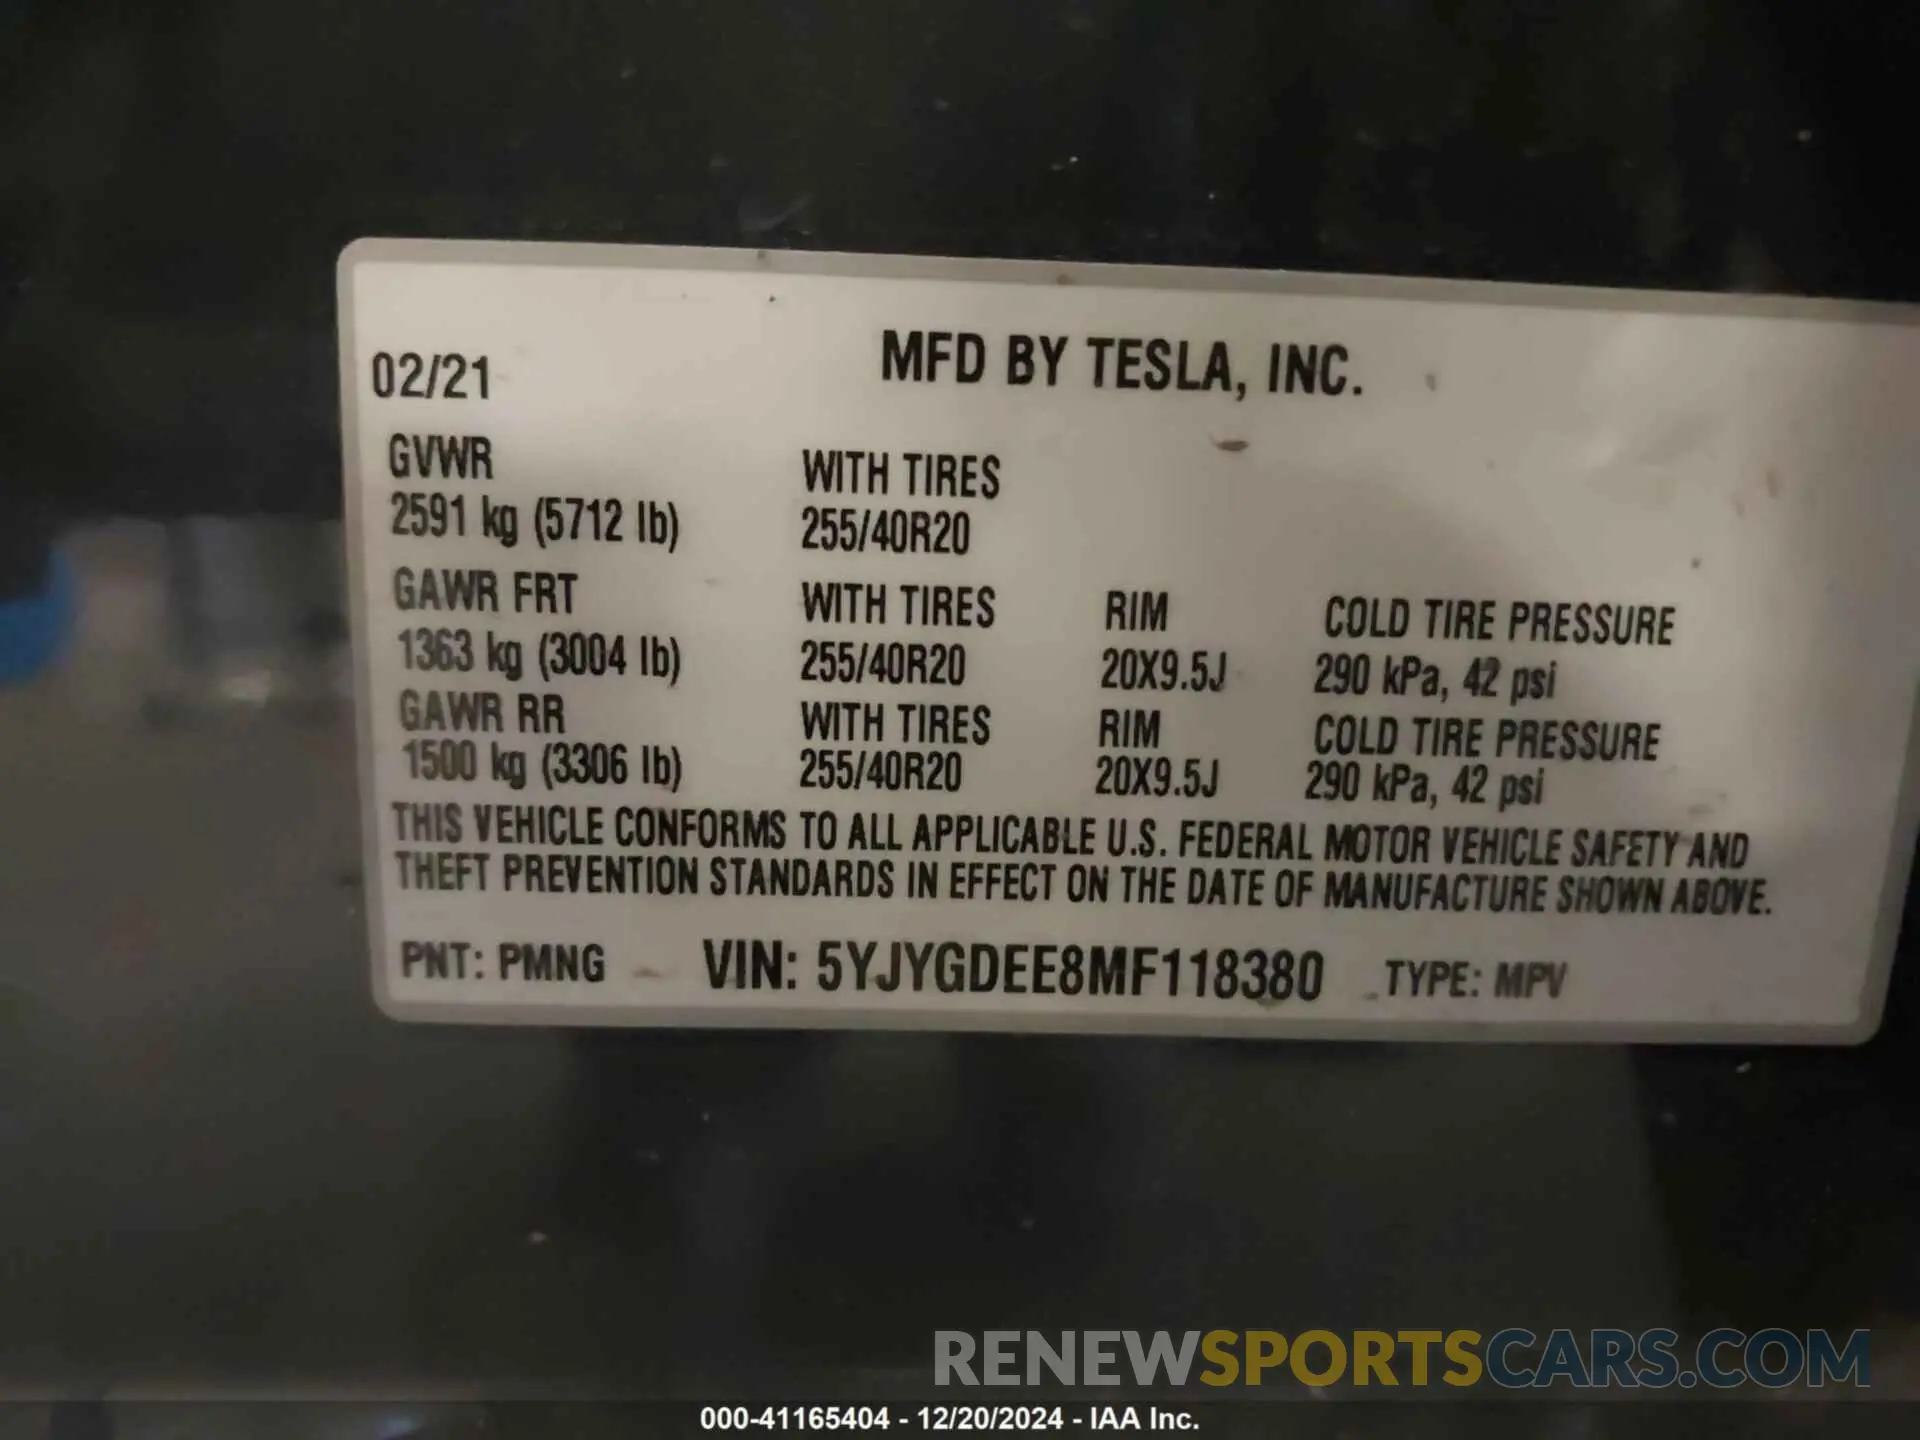 02/21 MFD BY TESLA, INC.
GVWR WITH TIRES
2591 kg (5712 lb) 255/40R20
GAWR FRT WITH TIRES RIM COLD TIRE PRESSURE
1363 kg (3004 lb) 255/40R20 20X9.5J 290 kPa, 42 psi
GAWR RR WITH TIRES RIM COLD TIRE PRESSURE
1500 kg (3306 lb) 255/40R20 20X9.5J 290 kPa, 42 psi
THIS VEHICLE CONFORMS TO ALL APPLICABLE U.S. FEDERAL MOTOR VEHICLE SAFETY AND
THEFT PREVENTION STANDARDS IN EFFECT ON THE DATE OF MANUFACTURE SHOWN ABOVE.
PNT: PMNG VIN: 5YJYGDEE8MF118380 TYPE: MPV
RENEWSPORTSCARS.COM
000-41165404 - 12/20/2024 - IAA Inc.